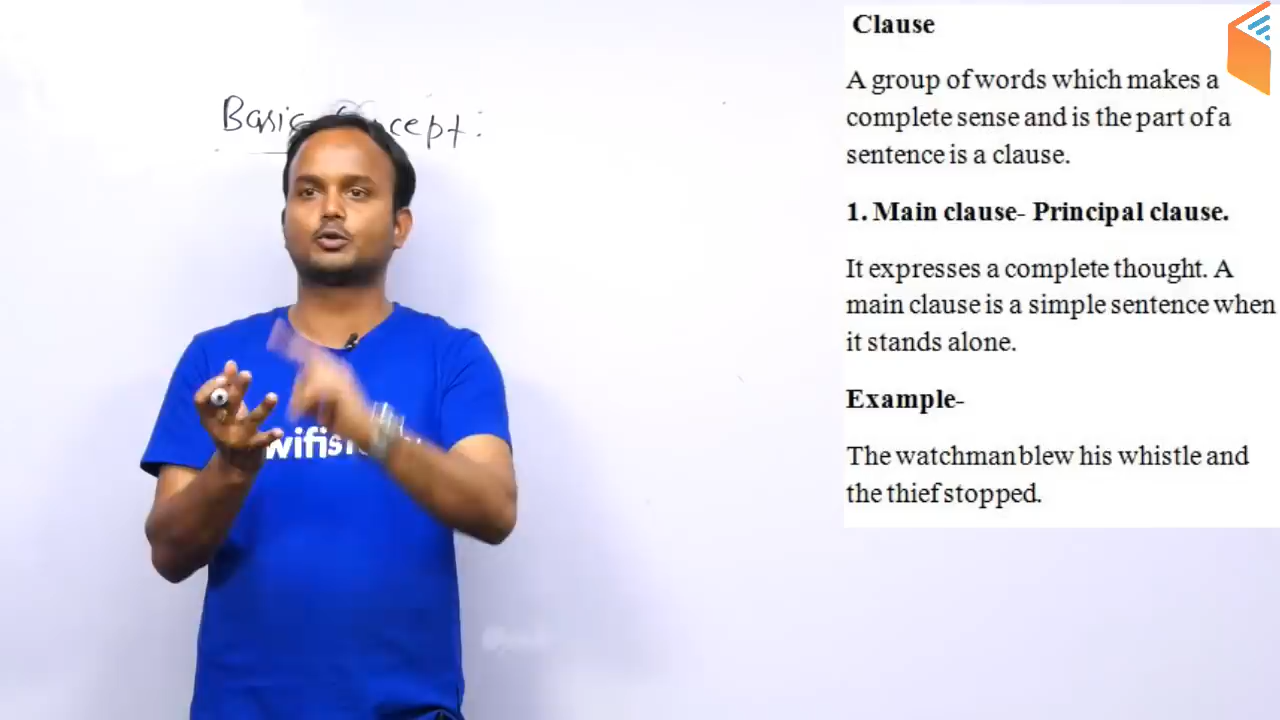 Basic
Clause
A group of words which makes a
complete sense and is the part of a
sentence is a clause.
1. Main clause- Principal clause.
It expresses a complete thought. A
main clause is a simple sentence when
it stands alone.
Example-
The watchman blew his whistle and
the thief stopped.